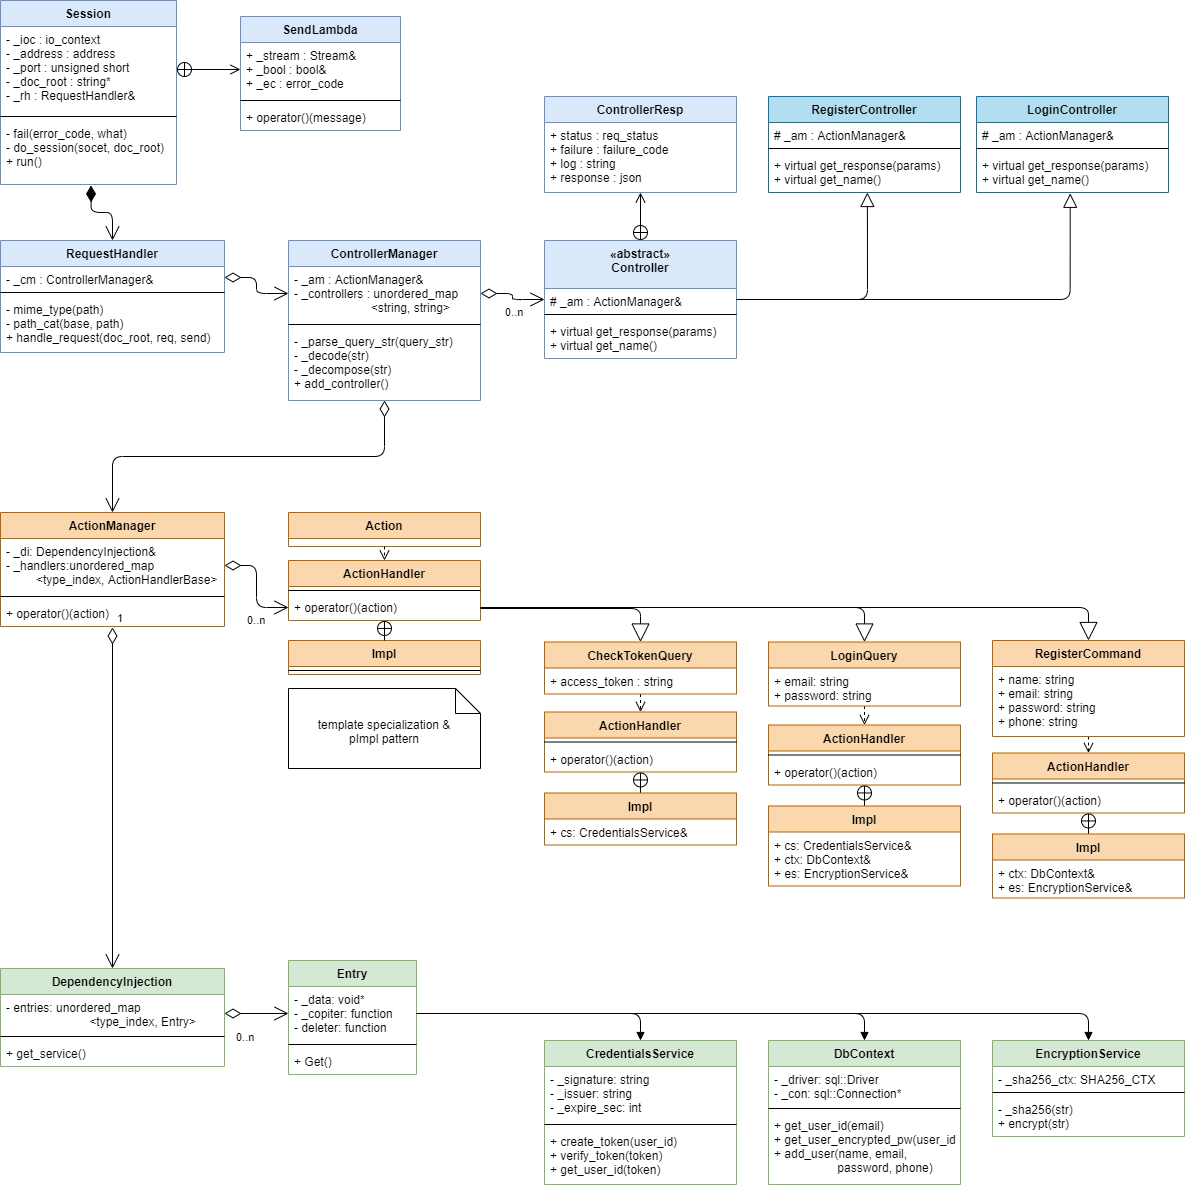 Session
- _ioc : io_context
- _address : address
- _port : unsigned short
- _doc_root : string*
- _rh : RequestHandler&
- fail(error_code, what)
- do_session(socet, doc_root)
+ run()
SendLambda
+ _stream : Stream&
+ _bool : bool&
+ _ec : error_code
+ operator()(message)
ControllerResp
+ status : req_status
+ failure : failure_code
+ log : string
+ response : json
RegisterController
# _am : ActionManager&
+ virtual get_response(params)
+ virtual get_name()
LoginController
# _am : ActionManager&
+ virtual get_response(params)
+ virtual get_name()
RequestHandler
- _cm : ControllerManager&
- mime_type(path)
- path_cat(base, path)
+ handle_request(doc_root, req, send)
ControllerManager
- _am : ActionManager&
- _controllers : unordered_map
<string, string>
- _parse_query_str(query_str)
- _decode(str)
- _decompose(str)
+ add_controller()
0..n
«abstract»
Controller
# _am : ActionManager&
+ virtual get_response(params)
+ virtual get_name()
ActionManager
- _di: DependencyInjection&
- _handlers:unordered_map
<type_index, ActionHandlerBase>
+ operator()(action)
1
0..n
Action
ActionHandler
+ operator()(action)
Impl
template specialization &
pImpl pattern
CheckTokenQuery
+ access_token : string
ActionHandler
+ operator()(action)
Impl
+ cs: CredentialsService&
LoginQuery
+ email: string
+ password: string
ActionHandler
+ operator()(action)
Impl
+ cs: CredentialsService&
+ ctx: DbContext&
+ es: EncryptionService&
RegisterCommand
+ name: string
+ email: string
+ password: string
+ phone: string
ActionHandler
+ operator()(action)
Impl
+ ctx: DbContext&
+ es: EncryptionService&
DependencyInjection
- entries: unordered_map
<type_index, Entry>
+ get_service()
0..n
Entry
- _data: void*
- _copiter: function
- deleter: function
+ Get()
CredentialsService
- _signature: string
- _issuer: string
- _expire_sec: int
+ create_token(user_id)
+ verify_token(token)
+ get_user_id(token)
DbContext
- _driver: sql::Driver
- _con: sql::Connection*
+ get_user_id(email)
+ get_user_encrypted_pw(user_id
+ add_user(name, email,
password, phone)
EncryptionService
- _sha256_ctx: SHA256_CTX
- _sha256(str)
+ encrypt(str)